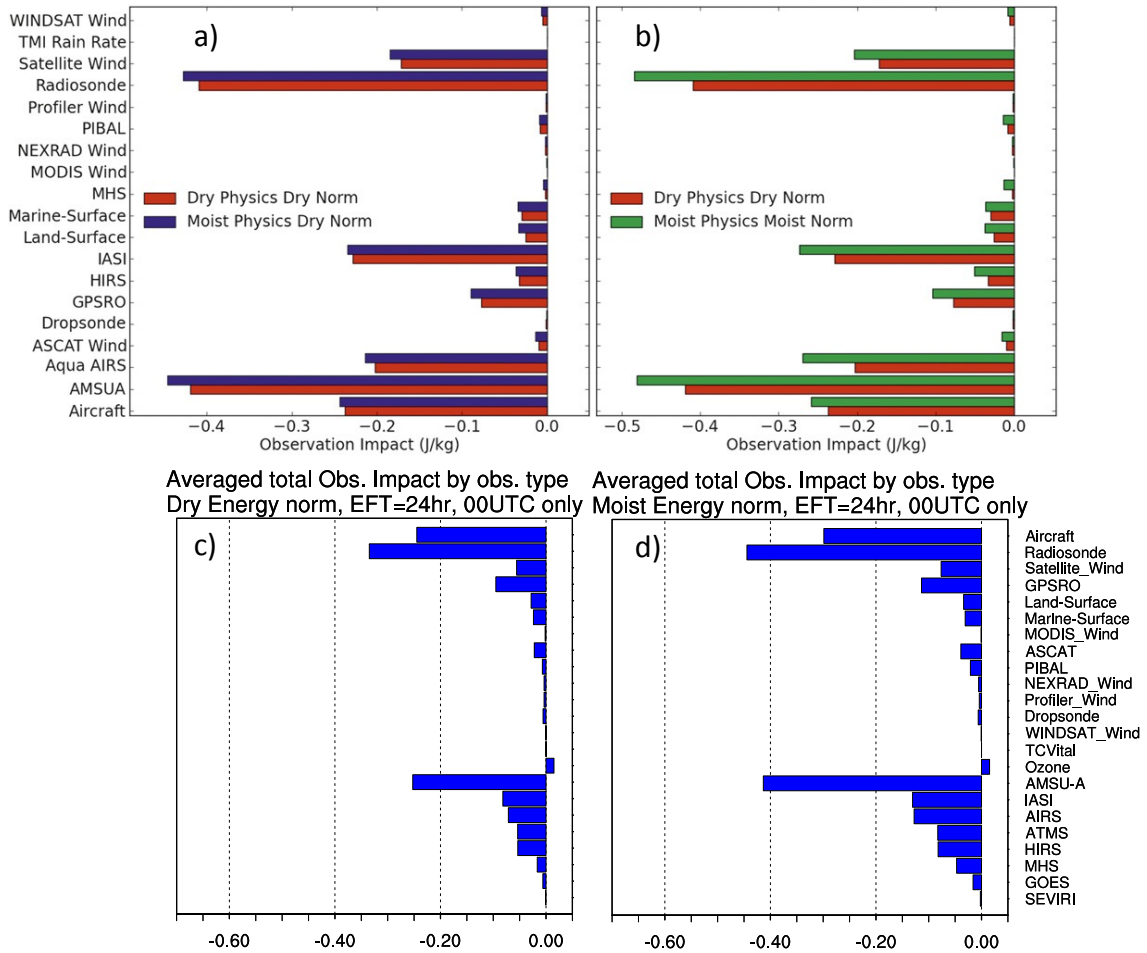 a)
b)
WINDSAT Wind
TMI Rain Rate
Satellite Wind
Radiosonde
Profiler Wind
PIBAL
NEXRAD Wind
MODIS Wind
MHS
Marine-Surface
Land-Surface
IASI
HIRS
GPSRO
Dropsonde
ASCAT Wind
Aqua AIRS
AMSUA
Aircraft
Dry Physics Dry Norm
Moist Physics Dry Norm
Dry Physics Dry Norm
Moist Physics Moist Norm
−0.4 −0.3 −0.2 −0.1 0.0
Observation Impact (J/kg)
−0.5 −0.4 −0.3 −0.2 −0.1 0.0
Observation Impact (J/kg)
Averaged total Obs. Impact by obs. type
Dry Energy norm, EFT=24hr, 00UTC only
Averaged total Obs. Impact by obs. type
Moist Energy norm, EFT=24hr, 00UTC only
c)
d)
Aircraft
Radiosonde
Satellite_Wind
GPSRO
Land-Surface
Marine-Surface
MODIS_Wind
ASCAT
PIBAL
NEXRAD_Wind
Profiler_Wind
Dropsonde
WINDSAT_Wind
TCVital
Ozone
AMSU-A
IASI
AIRS
ATMS
HIRS
MHS
GOES
SEVIRI
-0.60 -0.40 -0.20 0.00
-0.60 -0.40 -0.20 0.00